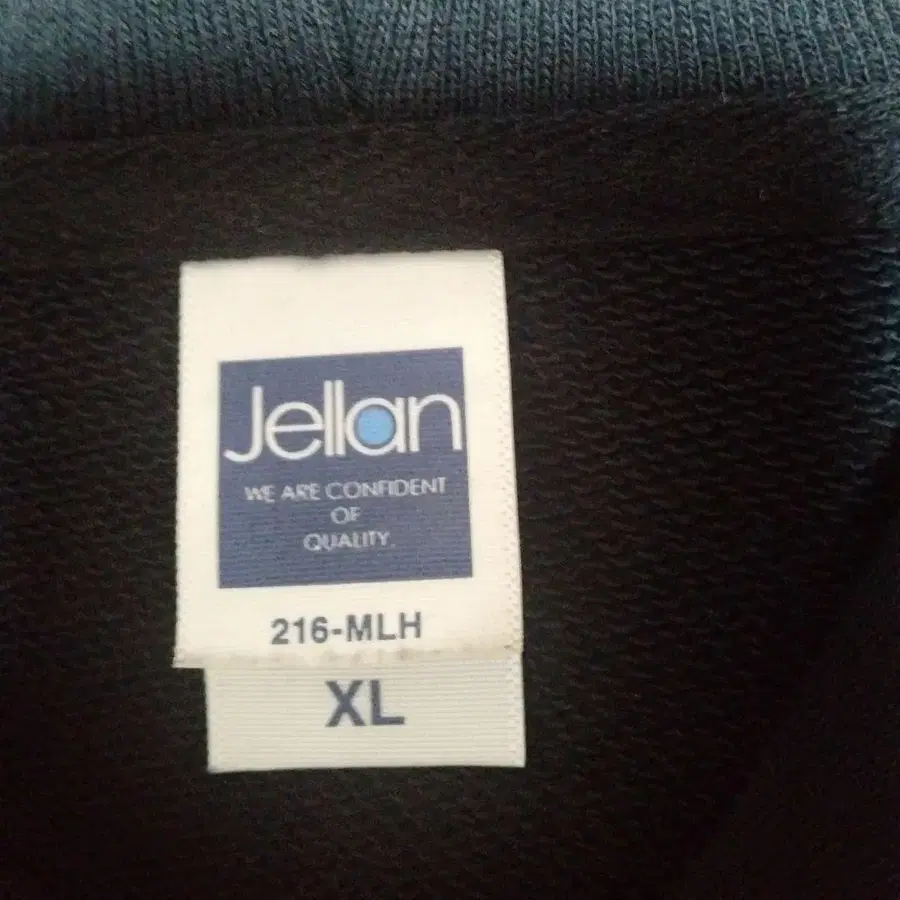 Jellan
WE ARE CONFIDENT
OF
QUALITY.
216-MLH
XL